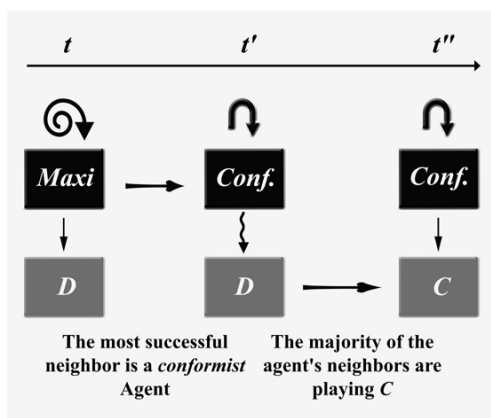 t t′ t″
Maxi Conf. Conf.
D D C
The most successful
neighbor is a conformist
Agent
The majority of the
agent's neighbors are
playing C